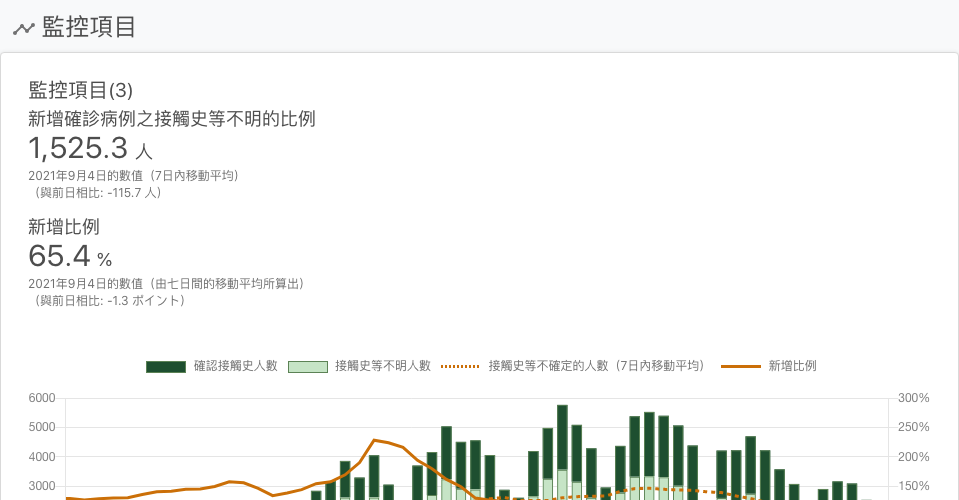 監控項目
監控項目(3)
新增確診病例之接觸史等不明的比例
1,525.3 人
2021年9月4日的數值（7日內移動平均）
（與前日相比: -115.7 人）
新增比例
65.4 %
2021年9月4日的數值（由七日間的移動平均所算出）
（與前日相比: -1.3 ポイント）
確認接觸史人數 接觸史等不明人數 接觸史等不確定的人數（7日內移動平均） 新增比例
6000 300%
5000 250%
4000 200%
3000 150%